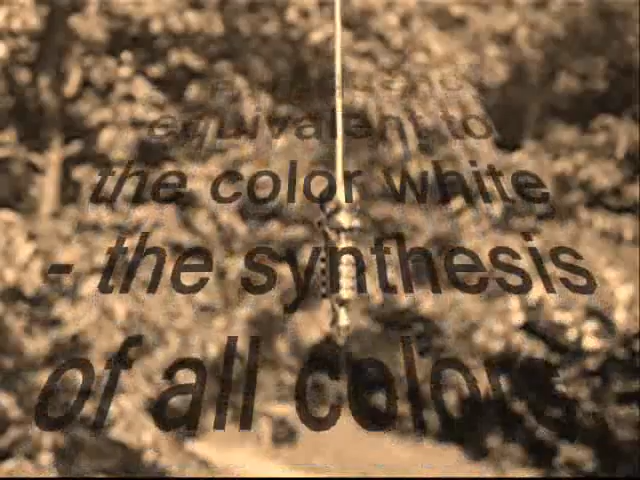 equivalent to
the color white
- the synthesis
of all colors